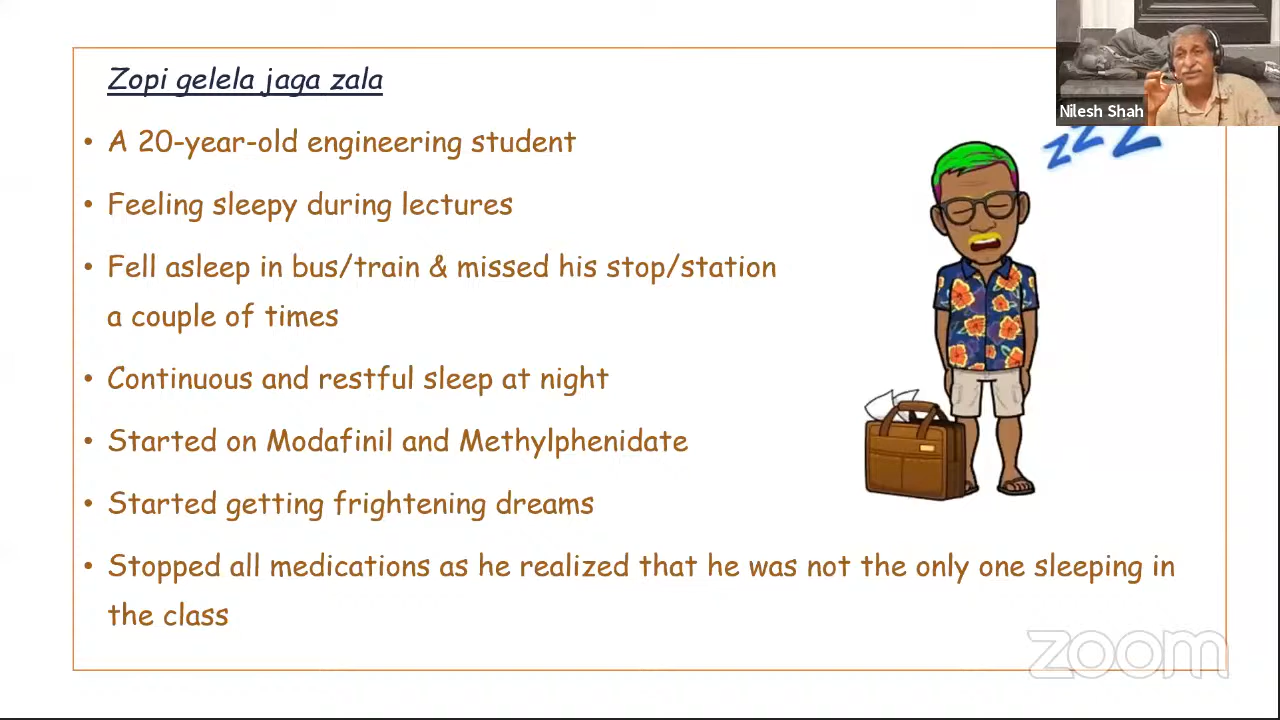 Zopi gelela jaga zala
• A 20-year-old engineering student
• Feeling sleepy during lectures
• Fell asleep in bus/train & missed his stop/station
a couple of times
• Continuous and restful sleep at night
• Started on Modafinil and Methylphenidate
• Started getting frightening dreams
• Stopped all medications as he realized that he was not the only one sleeping in
the class
Nilesh Shah
zzZ
zoom